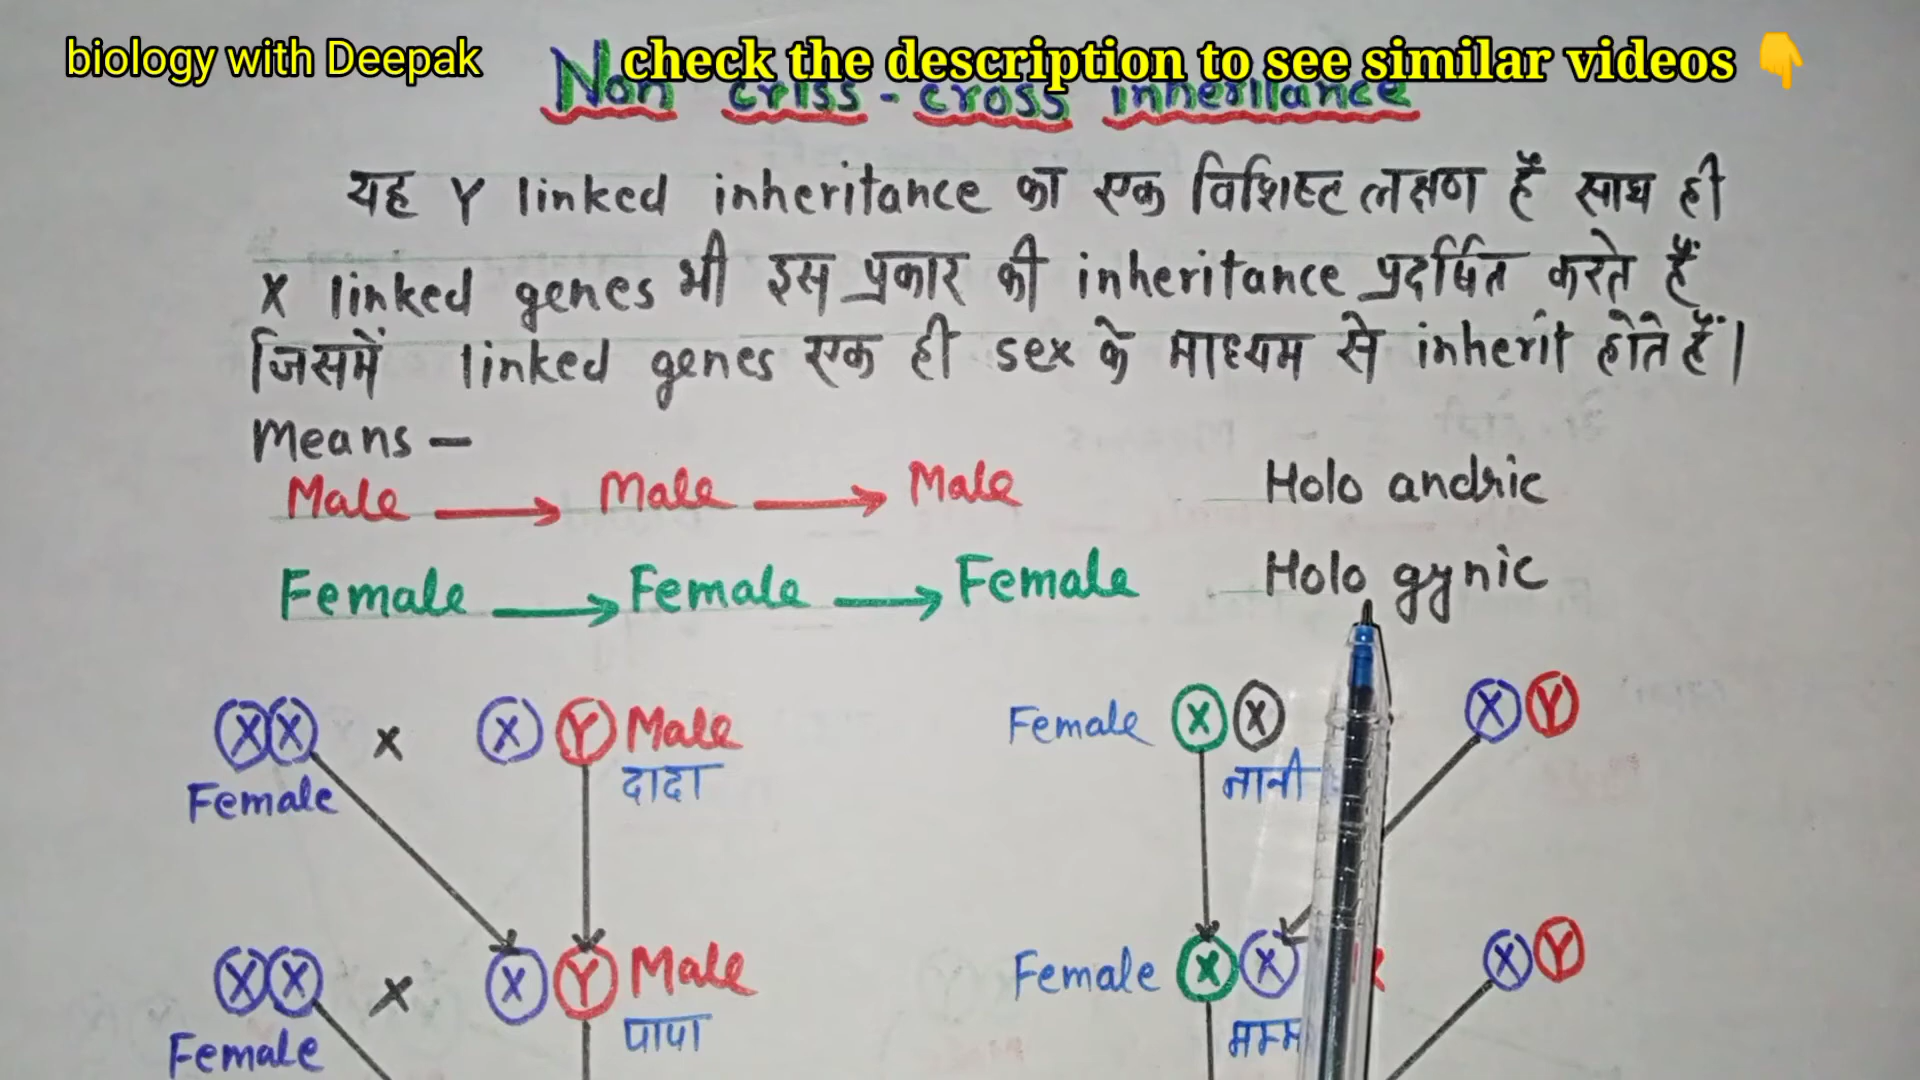 biology with Deepak
check the description to see similar videos 👇
Non criss-cross inheritance
यह Y linked inheritance का एक विशिष्ट लक्षण हैं साथ ही
X linked genes भी इस प्रकार की inheritance प्रदर्षित करते हैं
जिसमें linked genes एक ही sex के माध्यम से inherit होते हैं।
Means —
Male → Male → Male Holo andric
Female → Female → Female Holo gynic
X X × X Y Male
Female दादा
Female X X X Y
नानी
X X × X Y Male
Female पापा
Female X X X Y